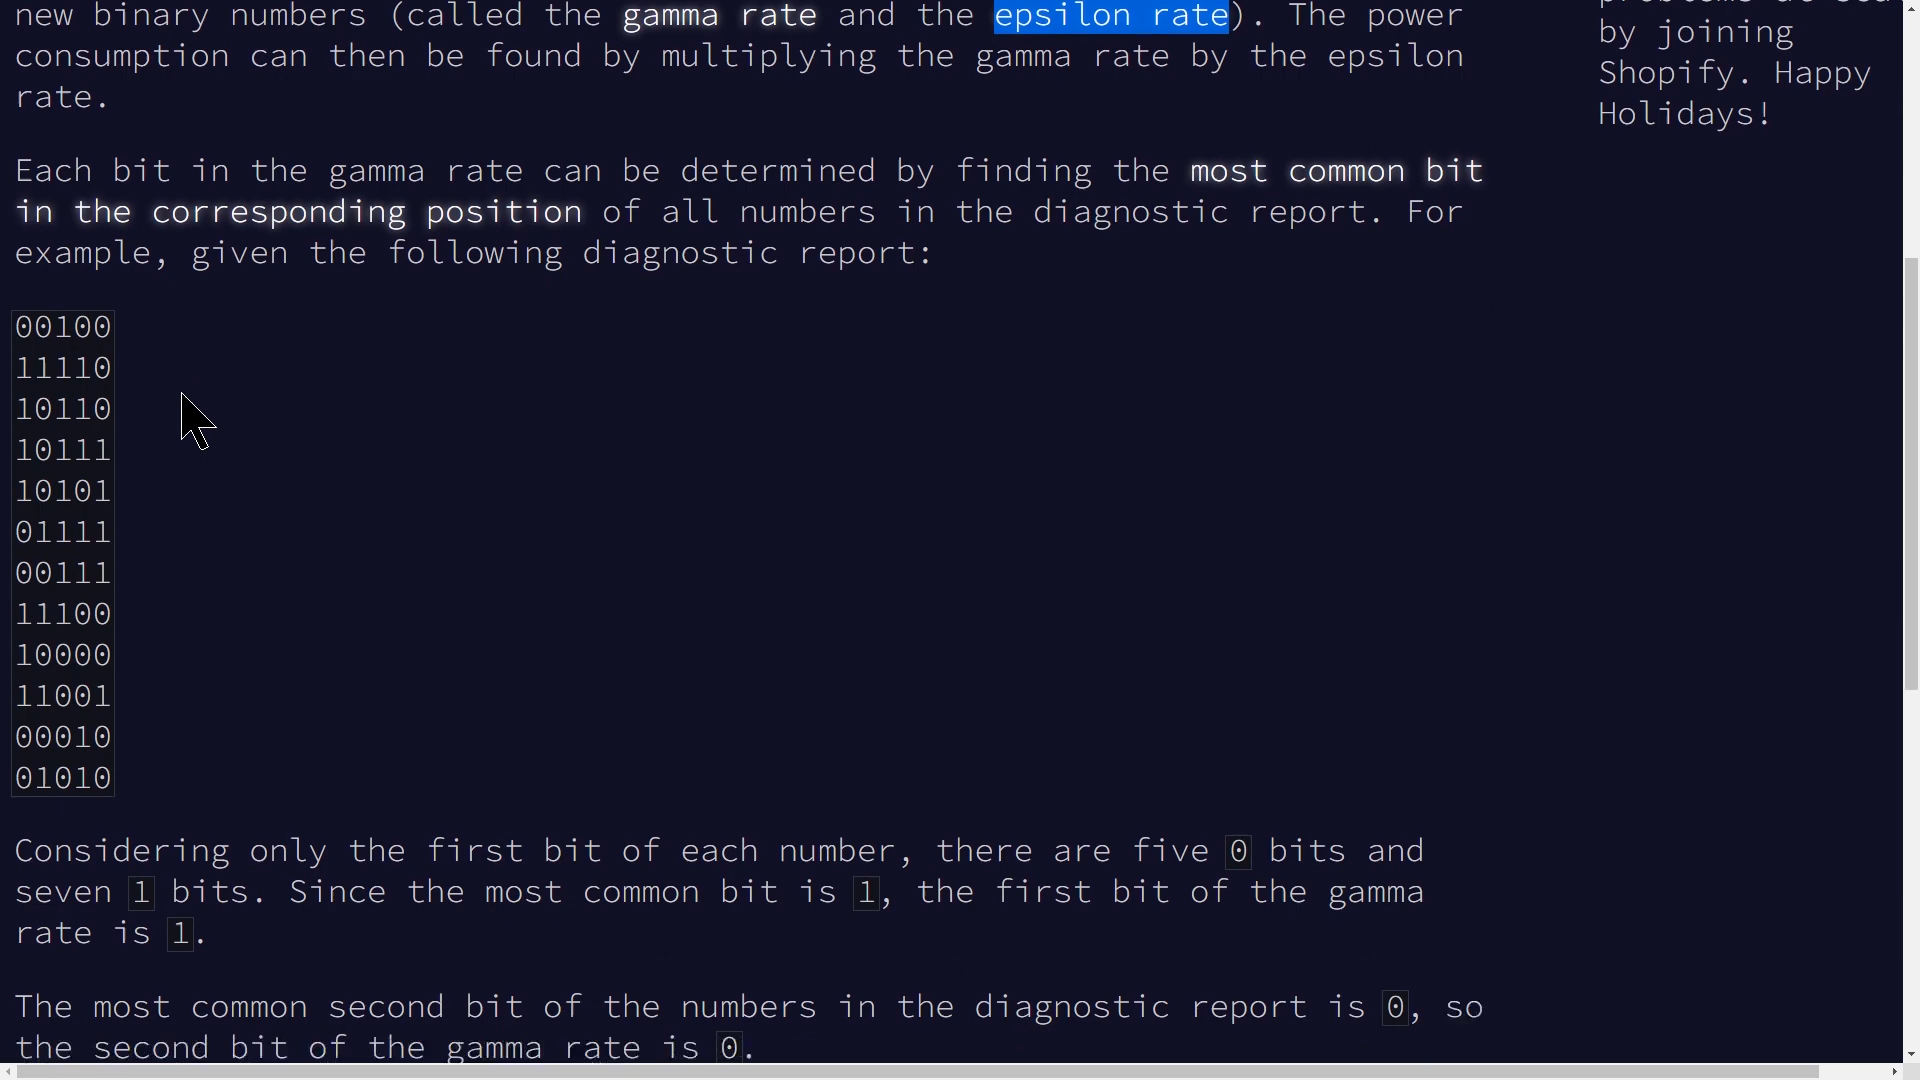 new binary numbers (called the gamma rate and the epsilon rate). The power
consumption can then be found by multiplying the gamma rate by the epsilon
rate.
Each bit in the gamma rate can be determined by finding the most common bit
in the corresponding position of all numbers in the diagnostic report. For
example, given the following diagnostic report:
00100
11110
10110
10111
10101
01111
00111
11100
10000
11001
00010
01010
Considering only the first bit of each number, there are five 0 bits and
seven 1 bits. Since the most common bit is 1, the first bit of the gamma
rate is 1.
The most common second bit of the numbers in the diagnostic report is 0, so
the second bit of the gamma rate is 0.
by joining
Shopify. Happy
Holidays!